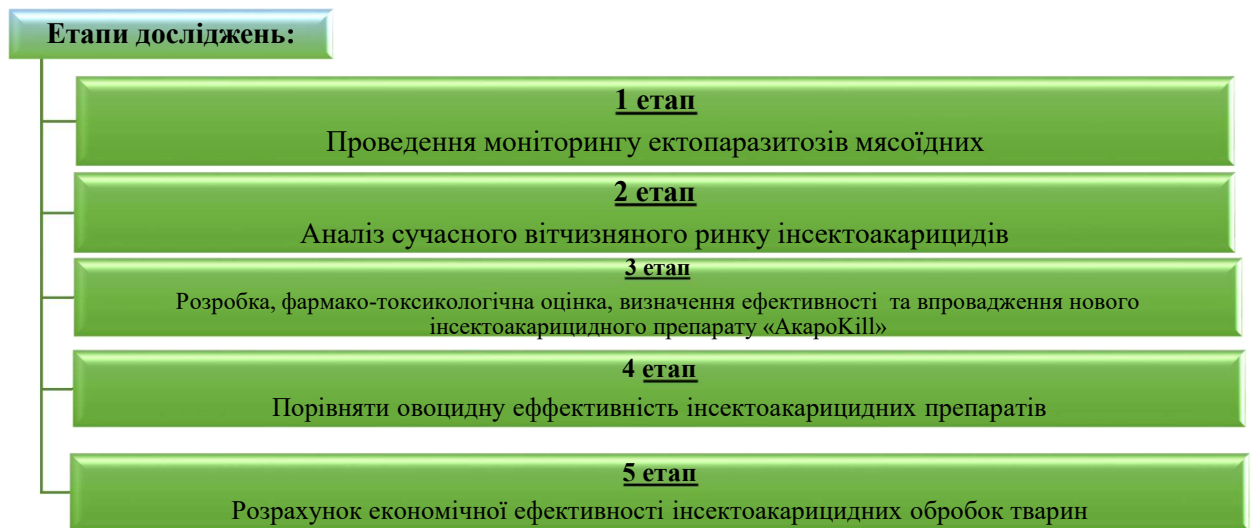 Етапи досліджень:
1 етап
Проведення моніторингу ектопаразитозів мясоїдних
2 етап
Аналіз сучасного вітчизняного ринку інсектоакарицидів
3 етап
Розробка, фармако-токсикологічна оцінка, визначення ефективності та впровадження нового
інсектоакарицидного препарату «АкароKill»
4 етап
Порівняти овоцидну еффективність інсектоакарицидних препаратів
5 етап
Розрахунок економічної ефективності інсектоакарицидних обробок тварин